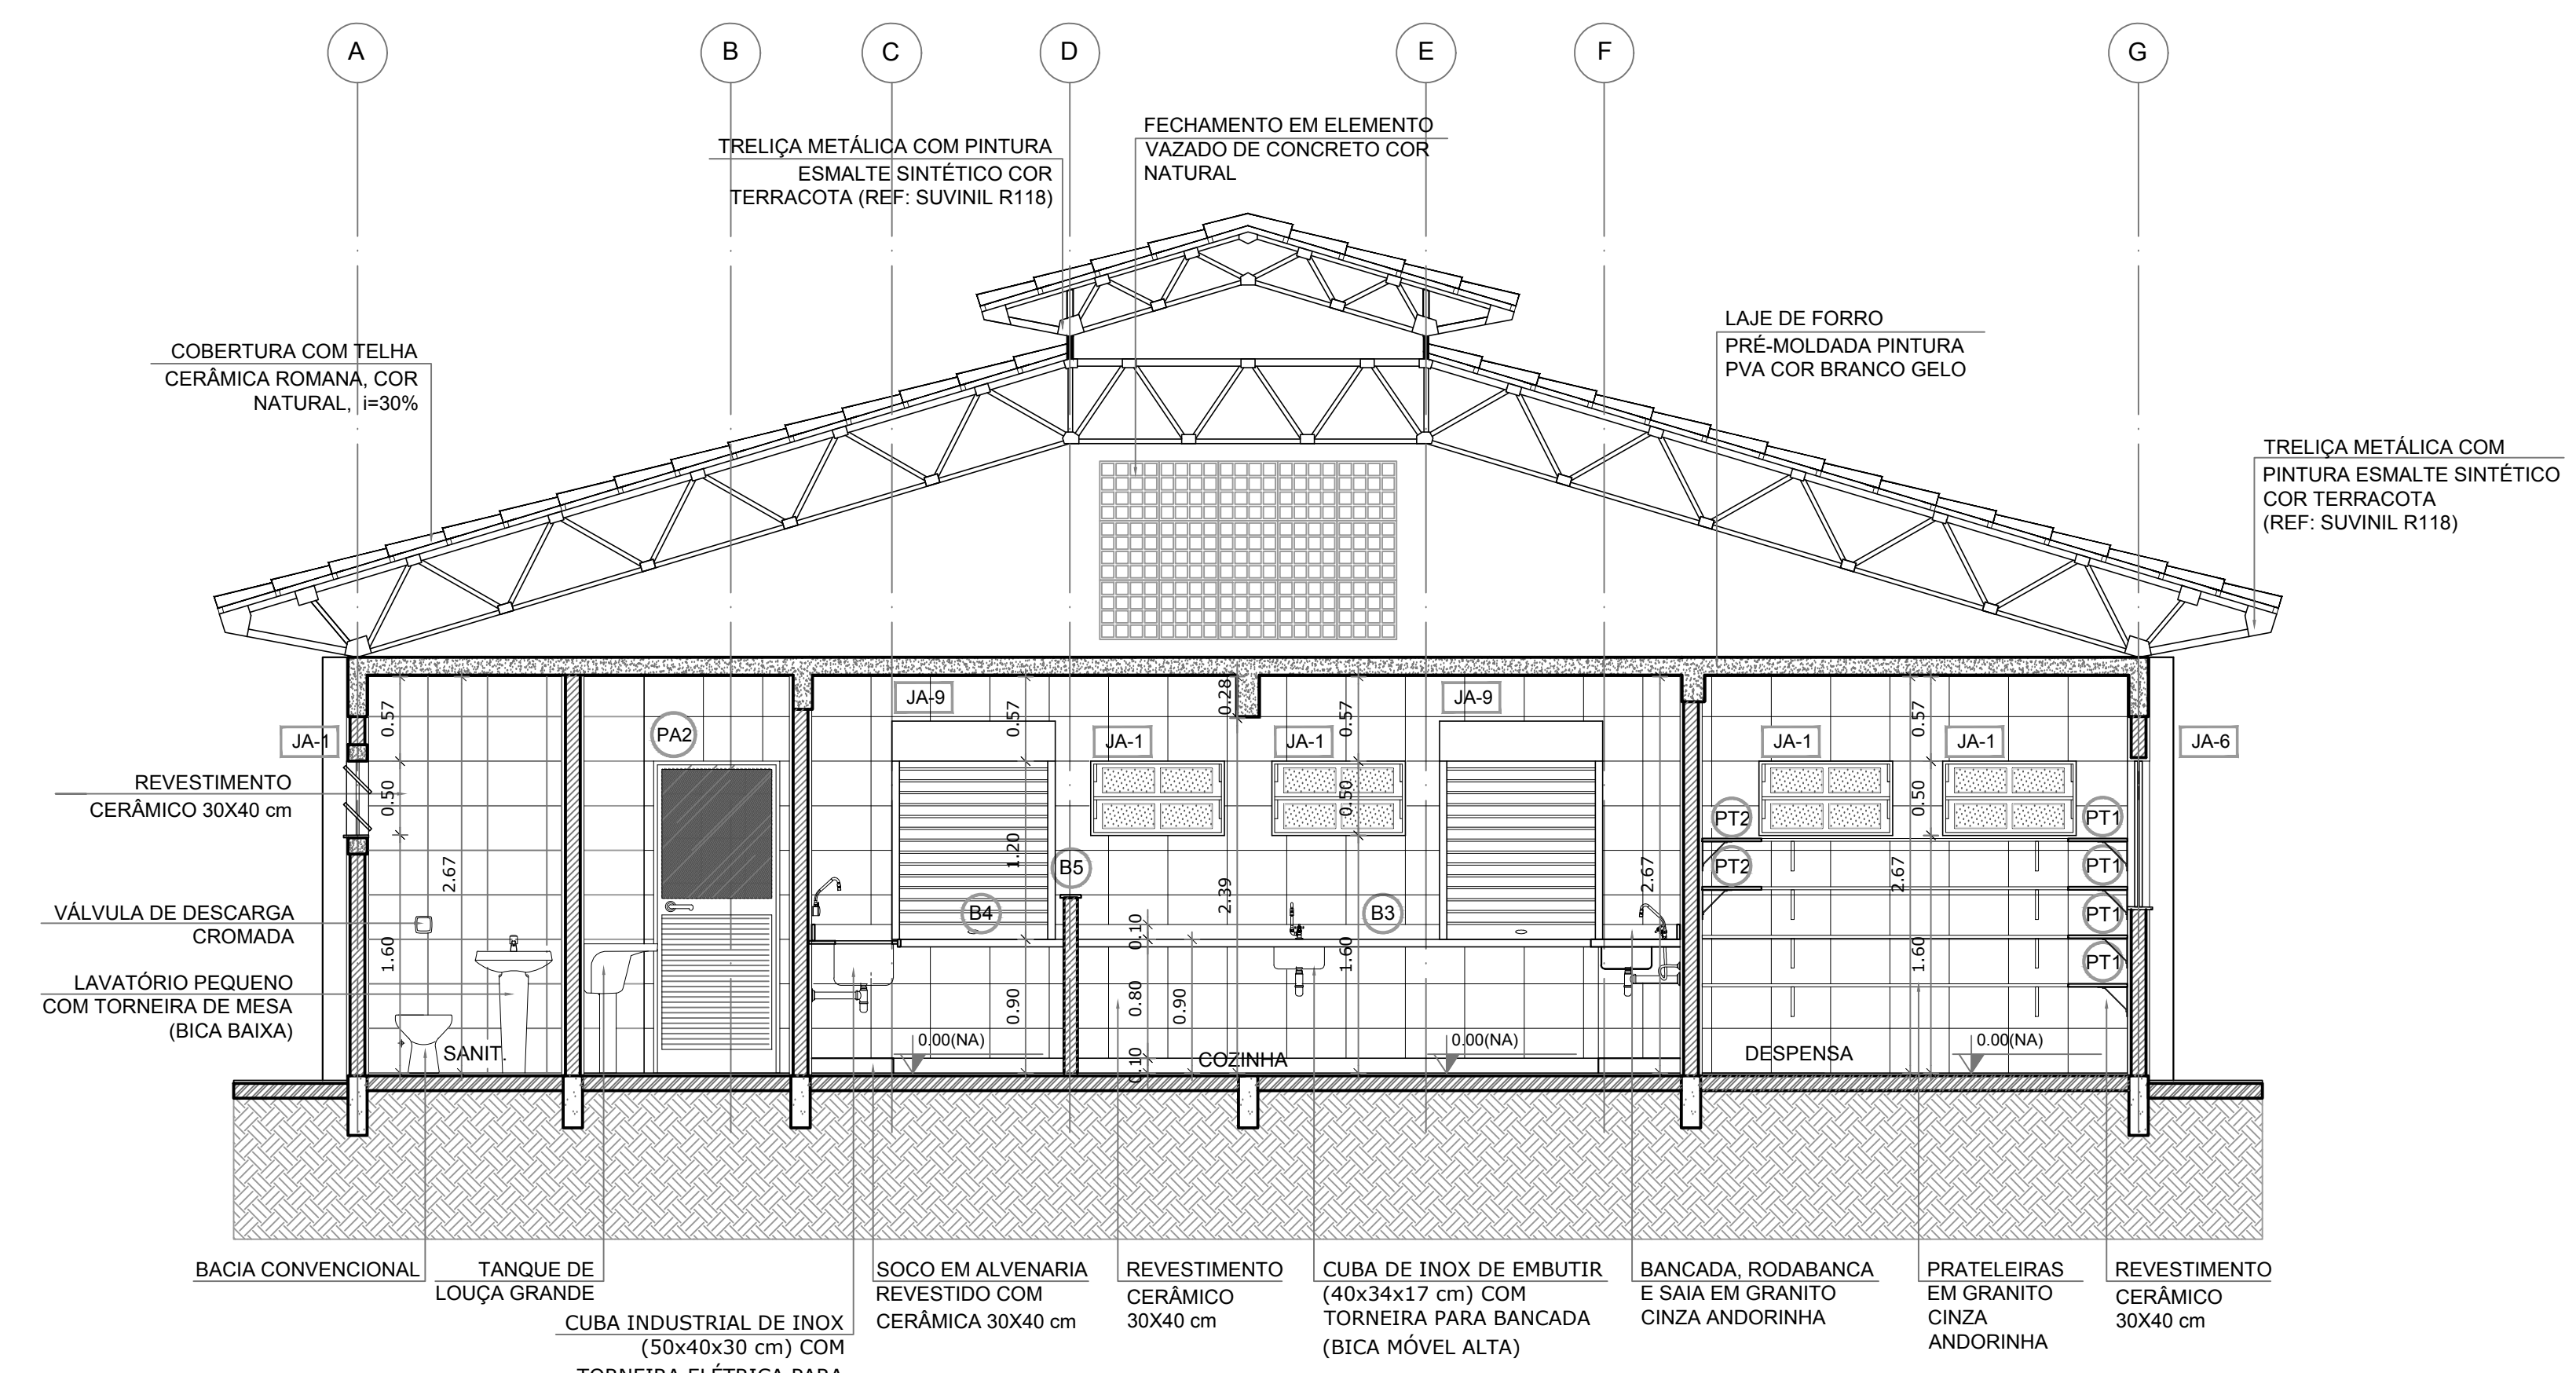 A
B
C
D
E
F
G
TRELIÇA METÁLICA COM PINTURA
ESMALTE SINTÉTICO COR
TERRACOTA (REF: SUVINIL R118)
FECHAMENTO EM ELEMENTO
VAZADO DE CONCRETO COR
NATURAL
COBERTURA COM TELHA
CERÂMICA ROMANA, COR
NATURAL, i=30%
LAJE DE FORRO
PRÉ-MOLDADA PINTURA
PVA COR BRANCO GELO
TRELIÇA METÁLICA COM
PINTURA ESMALTE SINTÉTICO
COR TERRACOTA
(REF: SUVINIL R118)
JA-1
0.57
PA2
JA-9
0.57
JA-1
0.28
JA-1
0.57
JA-9
JA-1
0.57
JA-1
JA-6
REVESTIMENTO
CERÂMICO 30X40 cm
0.50
2.67
1.20
B5
0.50
2.39
2.67
PT2
PT2
2.67
0.50
PT1
PT1
PT1
PT1
VÁLVULA DE DESCARGA
CROMADA
1.60
B4
0.10
B3
1.60
1.60
LAVATÓRIO PEQUENO
COM TORNEIRA DE MESA
(BICA BAIXA)
0.90
0.80
0.90
0.10
SANIT.
0.00(NA)
COZINHA
0.00(NA)
DESPENSA
0.00(NA)
BACIA CONVENCIONAL
TANQUE DE
LOUÇA GRANDE
CUBA INDUSTRIAL DE INOX
(50x40x30 cm) COM
TORNEIRA ELÉTRICA PARA
SOCO EM ALVENARIA
REVESTIDO COM
CERÂMICA 30X40 cm
REVESTIMENTO
CERÂMICO
30X40 cm
CUBA DE INOX DE EMBUTIR
(40x34x17 cm) COM
TORNEIRA PARA BANCADA
(BICA MÓVEL ALTA)
BANCADA, RODABANCA
E SAIA EM GRANITO
CINZA ANDORINHA
PRATELEIRAS
EM GRANITO
CINZA
ANDORINHA
REVESTIMENTO
CERÂMICO
30X40 cm